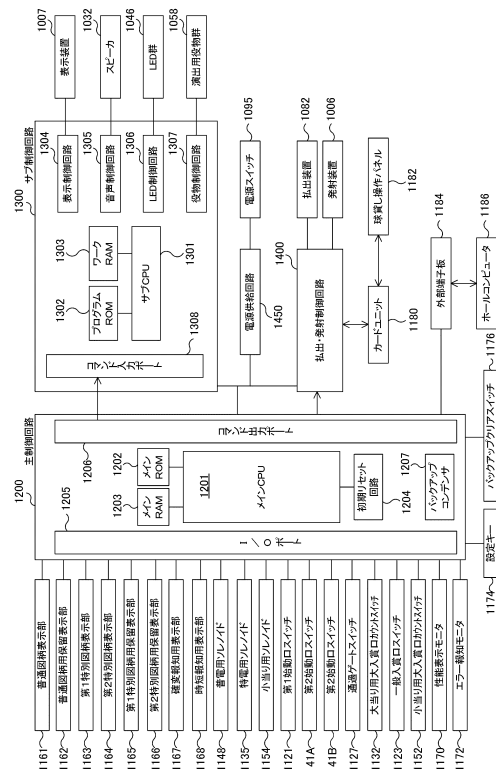 1200
主制御回路
1205
I/Oポート
1206
コマンド出力ポート
1203
メイン
RAM
1202
メイン
ROM
1201
メインCPU
初期リセット
回路
1204
1207
バックアップ
コンデンサ
1161
普通図柄表示部
1162
普通図柄用保留表示部
1163
第1特別図柄表示部
1164
第2特別図柄表示部
1165
第1特別図柄用保留表示部
1166
第2特別図柄用保留表示部
1167
確変報知用表示部
1168
時短報知用表示部
1148
普電用ソレノイド
1135
特電用ソレノイド
1154
小当り用ソレノイド
1121
第1始動口スイッチ
41A
第2始動口スイッチ
41B
第2始動口スイッチ
1127
通過ゲートスイッチ
1132
大当り用大入賞口カウントスイッチ
1123
一般入賞口スイッチ
1152
小当り用大入賞口カウントスイッチ
1170
性能表示モニタ
1172
エラー報知モニタ
1174
設定キー
1176
バックアップクリアスイッチ
1300
サブ制御回路
1308
コマンド入力ポート
1302
プログラム
ROM
1303
ワーク
RAM
1301
サブCPU
1304
表示制御回路
1305
音声制御回路
1306
LED制御回路
1307
役物制御回路
1007
表示装置
1032
スピーカ
1046
LED群
1058
演出用役物群
電源供給回路
1450
1095
電源スイッチ
1400
払出・発射制御回路
1082
払出装置
1006
発射装置
カードユニット
1180
球貸し操作パネル
1182
1184
外部端子板
1186
ホールコンピュータ